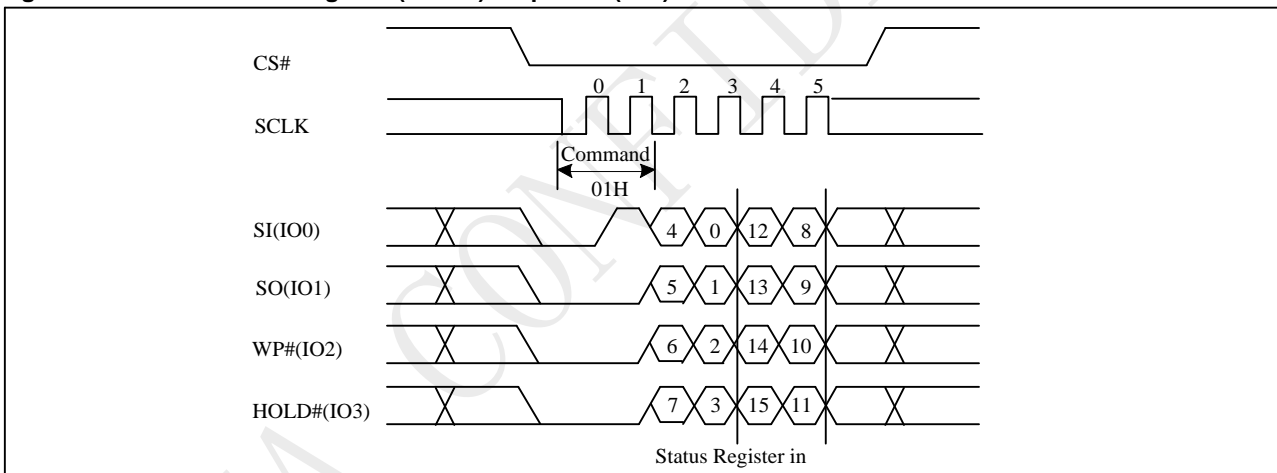 CS#
0 1 2 3 4 5
SCLK
Command
01H
SI(IO0) 4 0 12 8
SO(IO1) 5 1 13 9
WP#(IO2) 6 2 14 10
HOLD#(IO3) 7 3 15 11
Status Register in